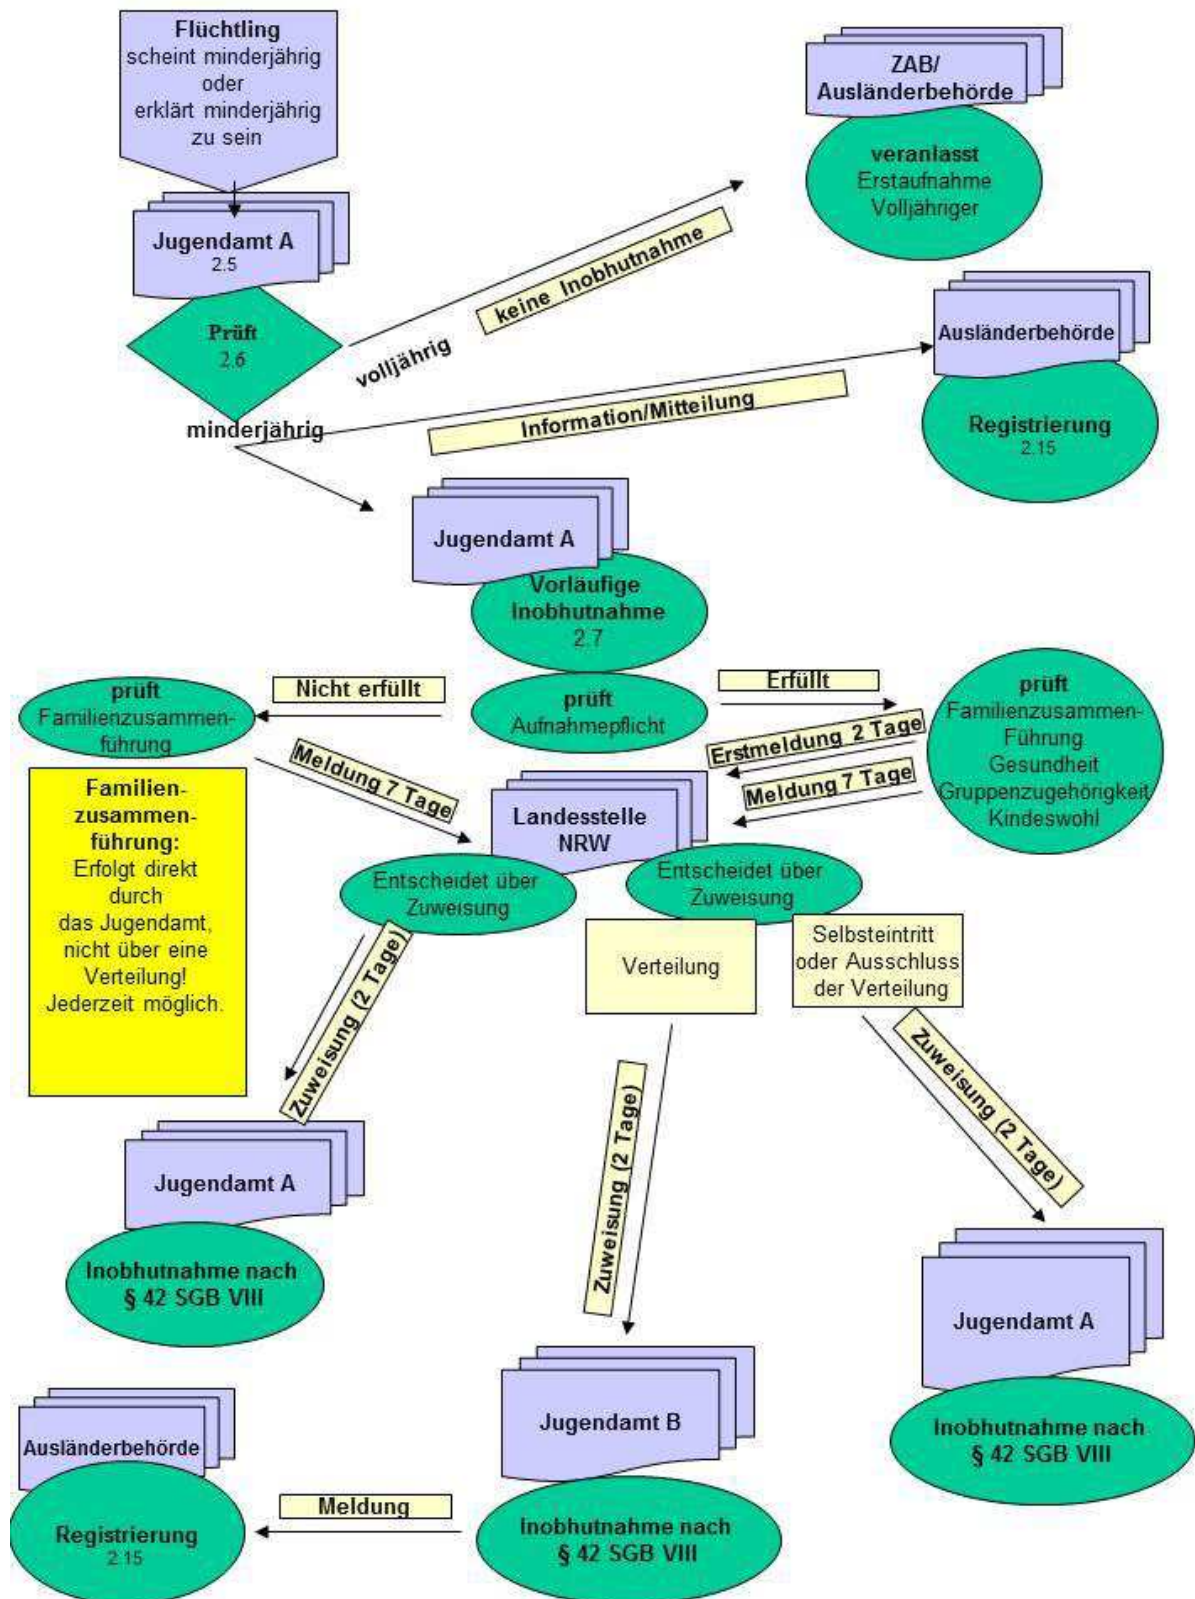 Flüchtling
scheint minderjährig
oder
erklärt minderjährig
zu sein
ZAB/
Ausländerbehörde
veranlasst
Erstaufnahme
Volljähriger
Jugendamt A
2.5
Prüft
2.6
volljährig
keine Inobhutnahme
Ausländerbehörde
Registrierung
2.15
minderjährig
Information/Mitteilung
Jugendamt A
Vorläufige
Inobhutnahme
2.7
prüft
Aufnahmepflicht
Nicht erfüllt
Erfüllt
prüft
Familienzusammen-
führung
prüft
Familienzusammen-
Führung
Gesundheit
Gruppenzugehörigkeit
Kindeswohl
Erstmeldung 2 Tage
Meldung 7 Tage
Meldung 7 Tage
Familien-
zusammen-
führung:
Erfolgt direkt
durch
das Jugendamt,
nicht über eine
Verteilung!
Jederzeit möglich.
Landesstelle
NRW
Entscheidet über
Zuweisung
Entscheidet über
Zuweisung
Verteilung
Selbsteintritt
oder Ausschluss
der Verteilung
Zuweisung (2 Tage)
Zuweisung (2 Tage)
Zuweisung (2 Tage)
Jugendamt A
Inobhutnahme nach
§ 42 SGB VIII
Jugendamt A
Inobhutnahme nach
§ 42 SGB VIII
Jugendamt B
Inobhutnahme nach
§ 42 SGB VIII
Meldung
Ausländerbehörde
Registrierung
2.15